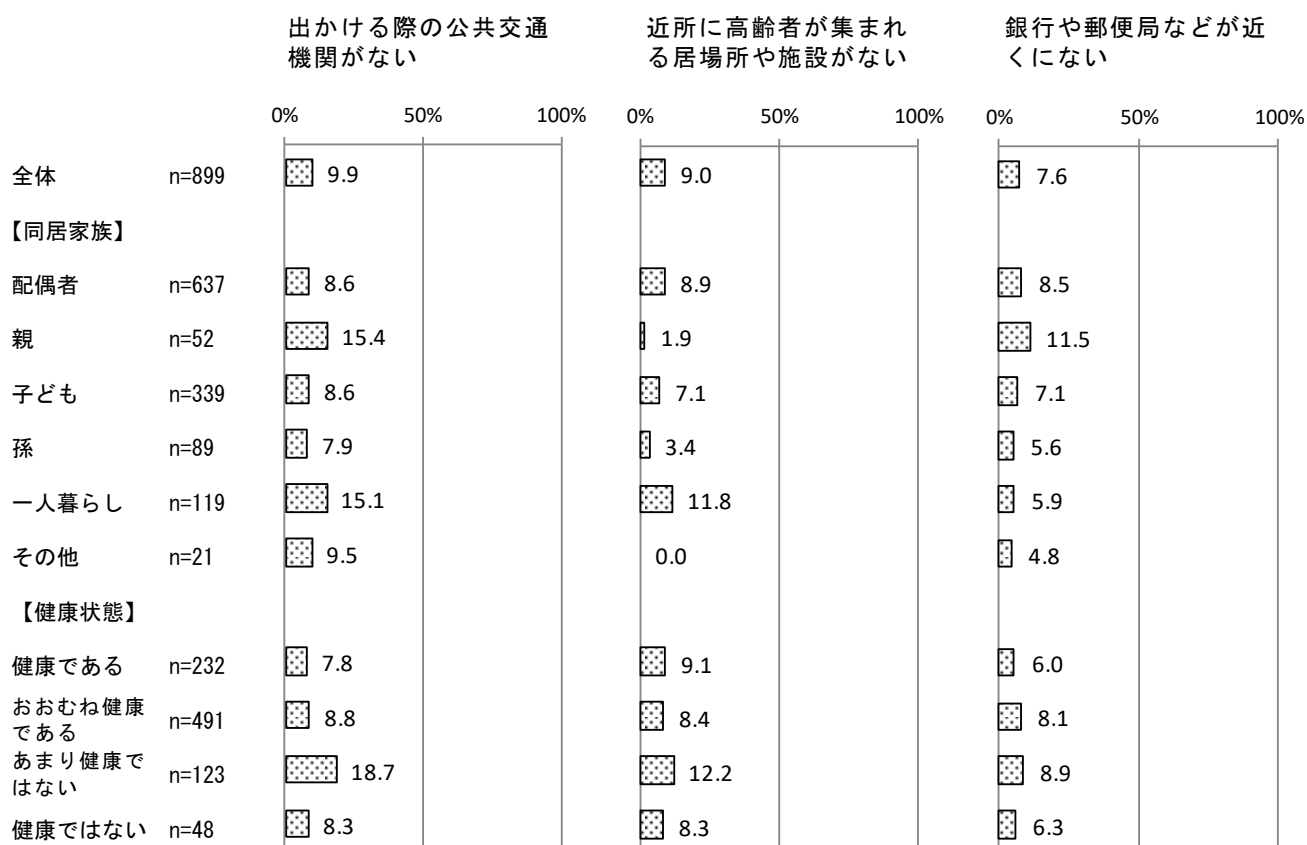 出かける際の公共交通
機関がない
近所に高齢者が集まれ
る居場所や施設がない
銀行や郵便局などが近
くにない
0% 50% 100% 0% 50% 100% 0% 50% 100%
全体 n=899 9.9 9.0 7.6
【同居家族】
配偶者 n=637 8.6 8.9 8.5
親 n=52 15.4 1.9 11.5
子ども n=339 8.6 7.1 7.1
孫 n=89 7.9 3.4 5.6
一人暮らし n=119 15.1 11.8 5.9
その他 n=21 9.5 0.0 4.8
【健康状態】
健康である n=232 7.8 9.1 6.0
おおむね健康
である n=491 8.8 8.4 8.1
あまり健康で
はない n=123 18.7 12.2 8.9
健康ではない n=48 8.3 8.3 6.3